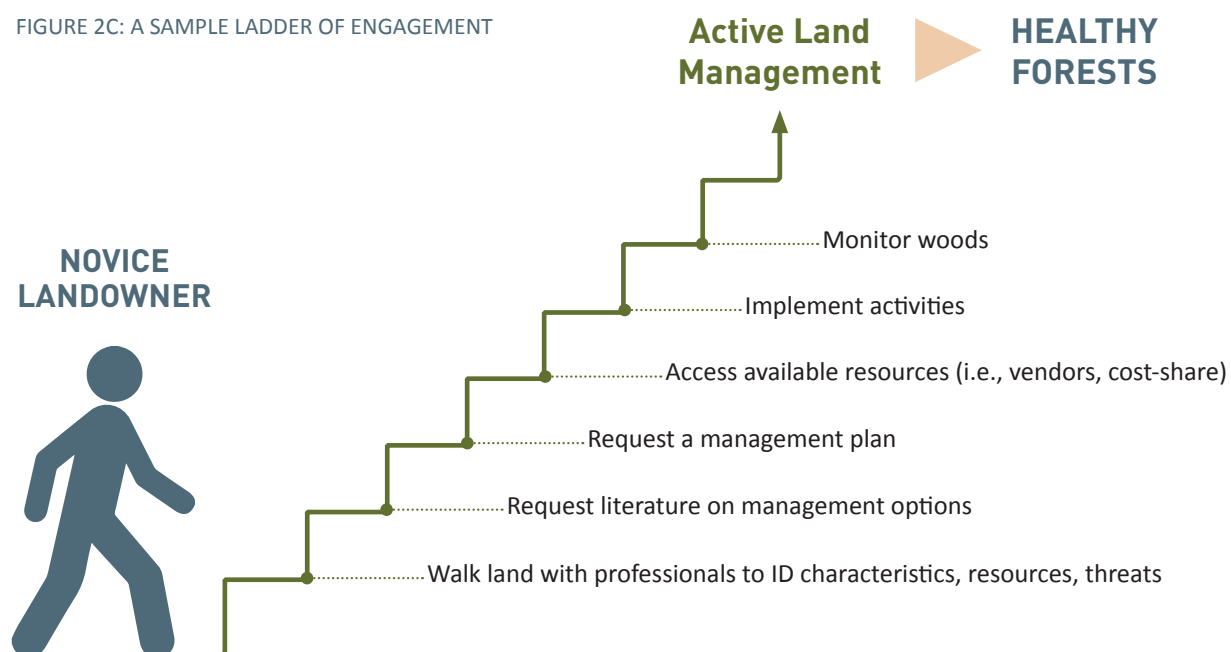 FIGURE 2C: A SAMPLE LADDER OF ENGAGEMENT
Active Land
Management
HEALTHY
FORESTS
NOVICE
LANDOWNER
Monitor woods
Implement activities
Access available resources (i.e., vendors, cost-share)
Request a management plan
Request literature on management options
Walk land with professionals to ID characteristics, resources, threats